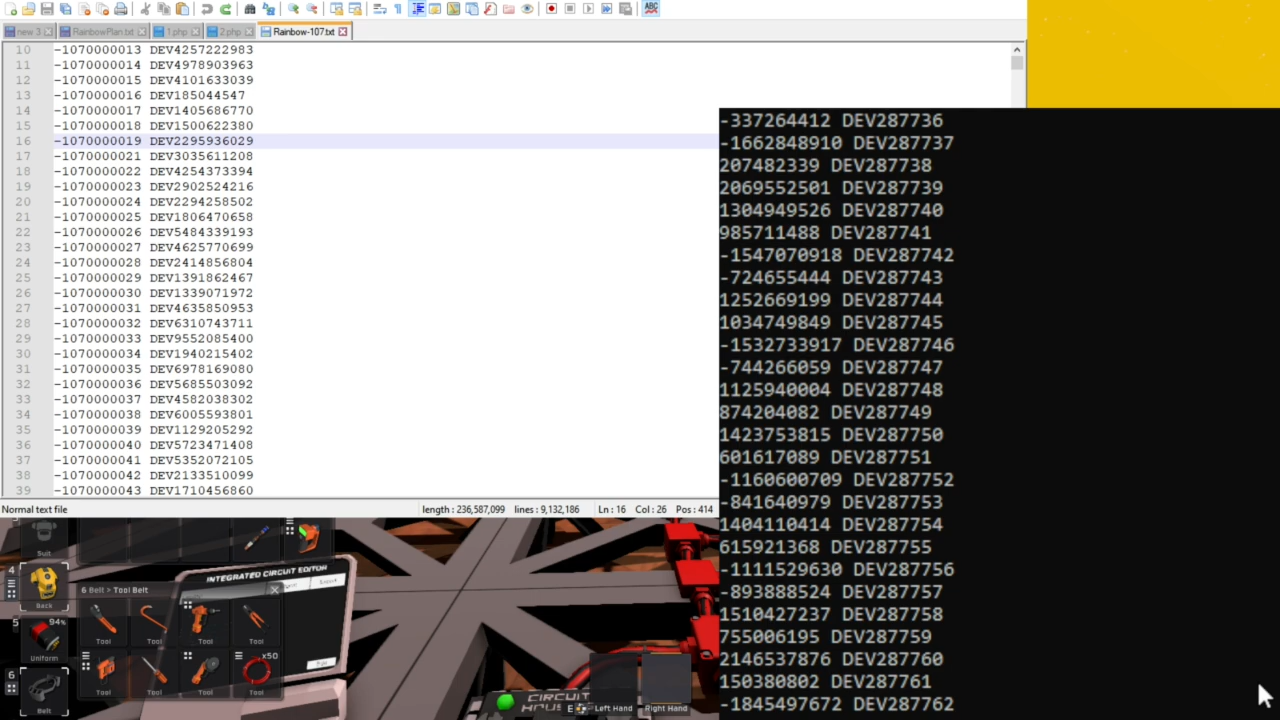 new 3
RainbowPlan.txt
1.php
2.php
Rainbow-107.txt
ABC
10 -1070000013 DEV4257222983
11 -1070000014 DEV4978903963
12 -1070000015 DEV4101633039
13 -1070000016 DEV185044547
14 -1070000017 DEV1405686770
15 -1070000018 DEV1500622380
16 -1070000019 DEV2295936029
17 -1070000021 DEV3035611208
18 -1070000022 DEV4254373394
19 -1070000023 DEV2902524216
20 -1070000024 DEV2294258502
21 -1070000025 DEV1806470658
22 -1070000026 DEV5484339193
23 -1070000027 DEV4625770699
24 -1070000028 DEV2414856804
25 -1070000029 DEV1391862467
26 -1070000030 DEV1339071972
27 -1070000031 DEV4635850953
28 -1070000032 DEV6310743711
29 -1070000033 DEV9552085400
30 -1070000034 DEV1940215402
31 -1070000035 DEV6978169080
32 -1070000036 DEV5685503092
33 -1070000037 DEV4582038302
34 -1070000038 DEV6005593801
35 -1070000039 DEV1129205292
36 -1070000040 DEV5723471408
37 -1070000041 DEV5352072105
38 -1070000042 DEV2133510099
39 -1070000043 DEV1710456860
Normal text file
length : 236,587,099 lines : 9,132,186
Ln : 16 Col : 26 Pos : 414
-337264412 DEV287736
-1662848910 DEV287737
207482339 DEV287738
2069552501 DEV287739
1304949526 DEV287740
985711488 DEV287741
-1547070918 DEV287742
-724655444 DEV287743
1252669199 DEV287744
1034749849 DEV287745
-1532733917 DEV287746
-744266059 DEV287747
1125940004 DEV287748
874204082 DEV287749
1423753815 DEV287750
601617089 DEV287751
-1160600709 DEV287752
-841640979 DEV287753
1404110414 DEV287754
615921368 DEV287755
-1111529630 DEV287756
-893888524 DEV287757
1510427237 DEV287758
755006195 DEV287759
2146537876 DEV287760
150380802 DEV287761
-1845497672 DEV287762
Suit
4
Back
5
94%
Uniform
6
Belt
6 Belt > Tool Belt
Tool
Tool
Tool
Tool
x50
Tool
Tool
Tool
Tool
INTEGRATED CIRCUIT EDITOR
CIRCUIT
E
Left Hand
Right Hand